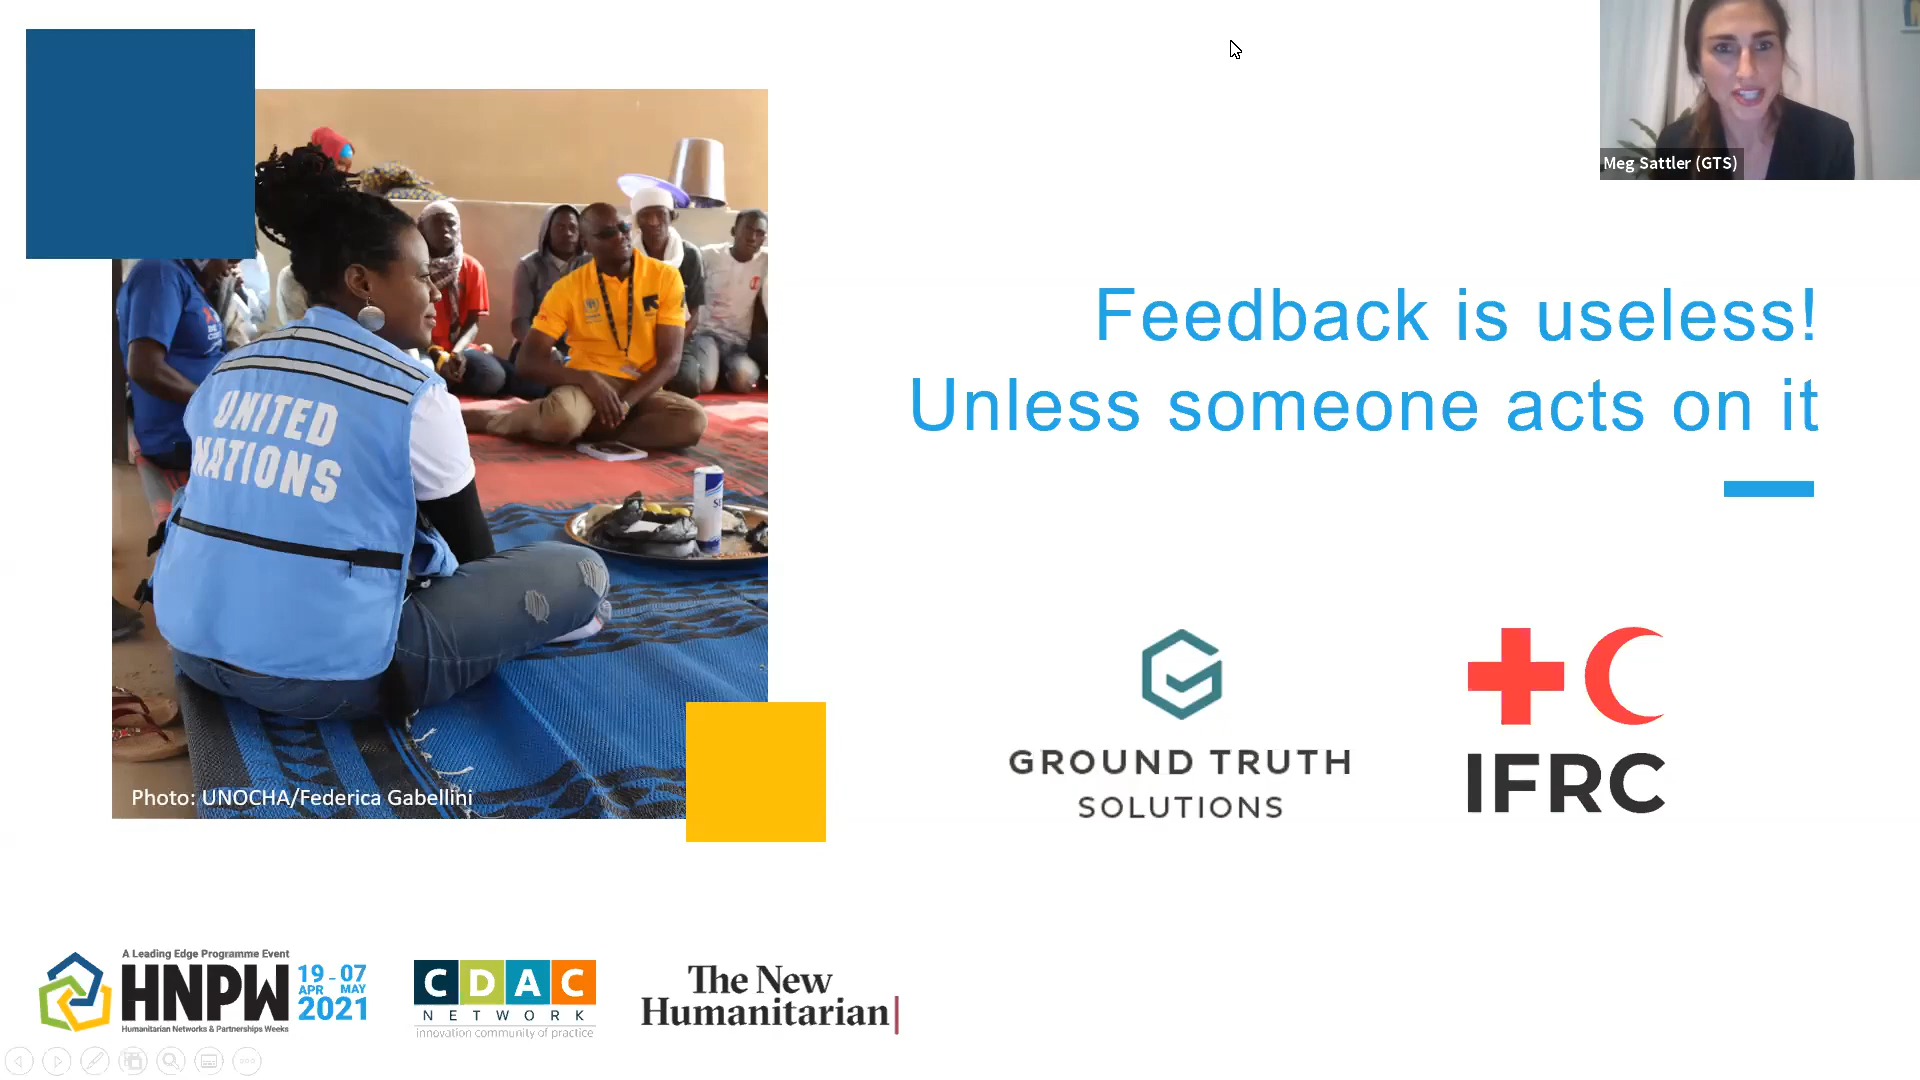 Meg Sattler (GTS)
Feedback is useless!
Unless someone acts on it
UNITED
NATIONS
Photo: UNOCHA/Federica Gabellini
GROUND TRUTH
SOLUTIONS
IFRC
A Leading Edge Programme Event
HNPW
Humanitarian Networks & Partnerships Weeks
19 - 07
APR MAY
2021
CDAC
NETWORK
innovation community of practice
The New
Humanitarian